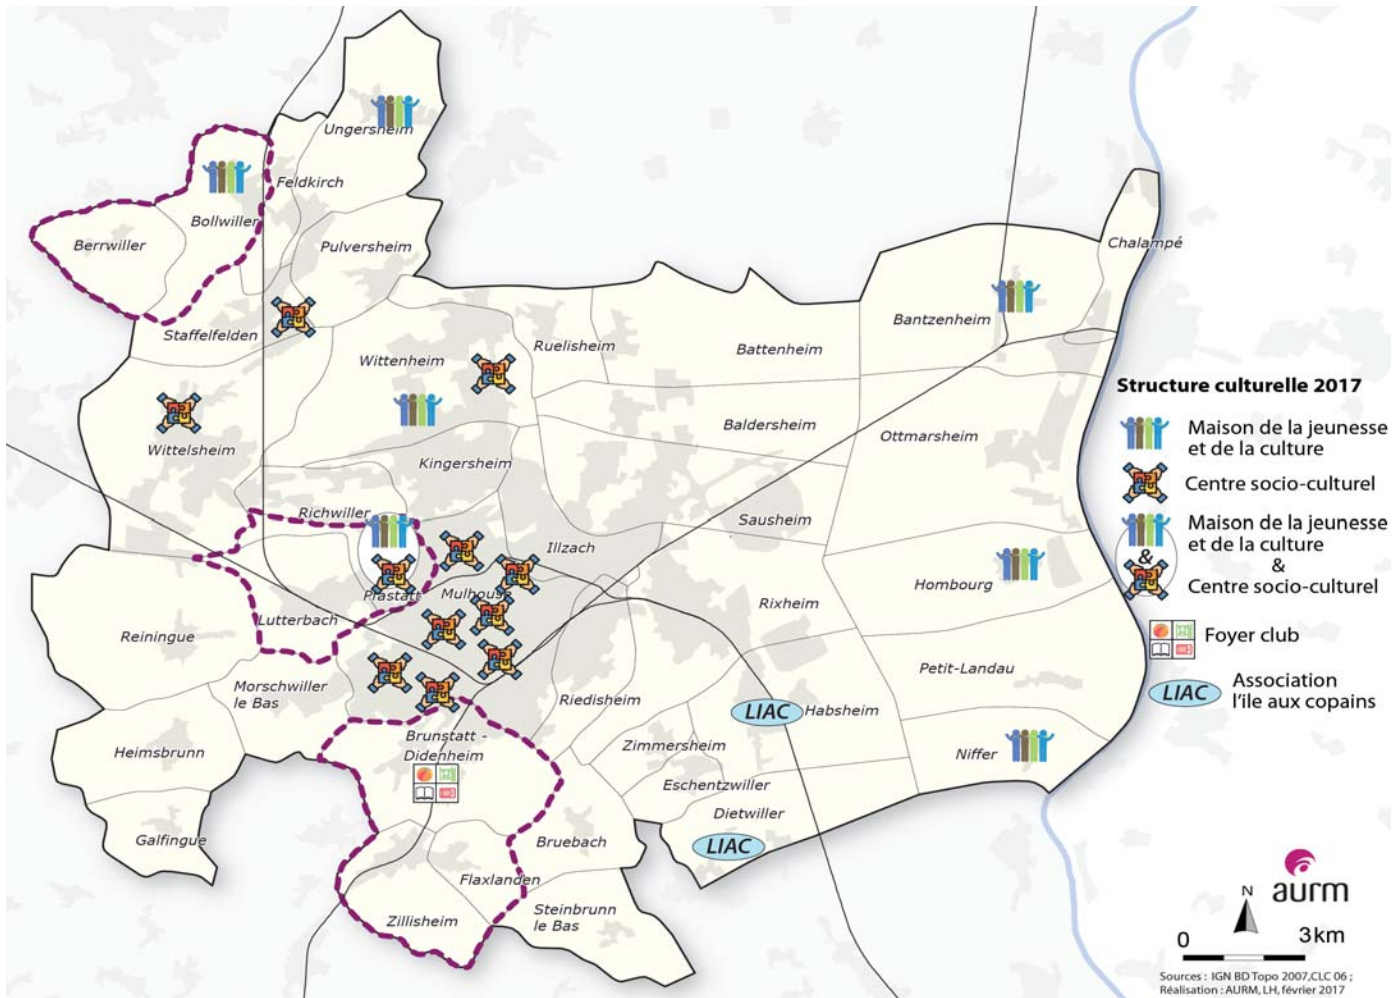 Ungersheim
Feldkirch
Bollwiller
Berrwiller
Pulversheim
Chalampé
Staffelfelden
Bantzenheim
Ruelisheim
Battenheim
Wittenheim
Structure culturelle 2017
Maison de la jeunesse
et de la culture
Baldersheim
Ottmarsheim
Wittelsheim
Kingersheim
Centre socio-culturel
Richwiller
Sausheim
Maison de la jeunesse
et de la culture
&
&
Centre socio-culturel
Illzach
Hombourg
Pfastatt
Mulhouse
Rixheim
Lutterbach
Reiningue
Foyer club
Petit-Landau
Morschwiller
le Bas
Riedisheim
LIAC
Habsheim
LIAC
Association
l'ile aux copains
Brunstatt -
Didenheim
Zimmersheim
Heimsbrunn
Niffer
Eschentzwiller
Dietwiller
Galfingue
Bruebach
LIAC
Flaxlanden
Zillisheim
Steinbrunn
le Bas
aurm
N
0
3 km
Sources : IGN BD Topo 2007,CLC 06 ;
Réalisation : AURM, LH, février 2017